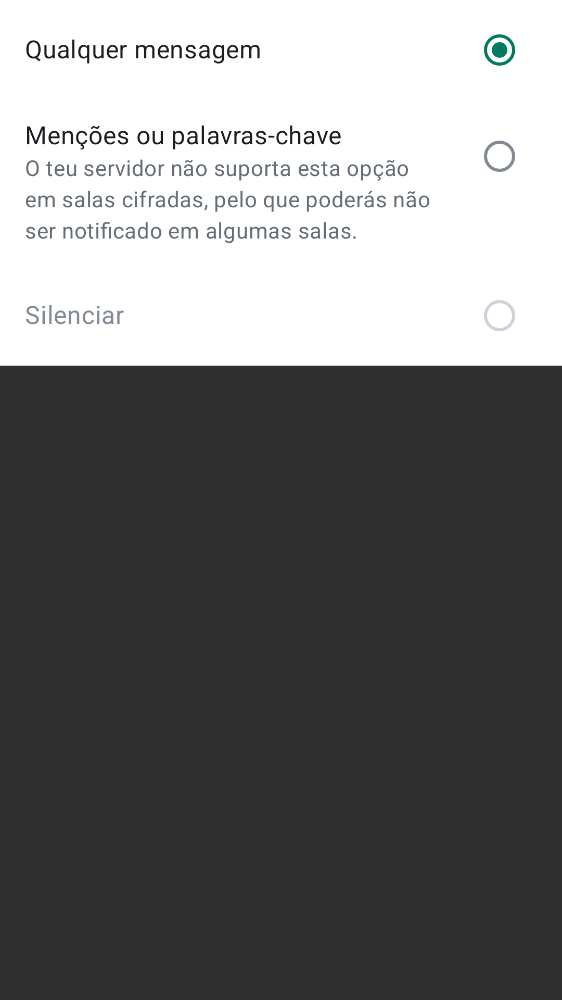 Qualquer mensagem
Menções ou palavras-chave
O teu servidor não suporta esta opção
em salas cifradas, pelo que poderás não
ser notificado em algumas salas.
Silenciar